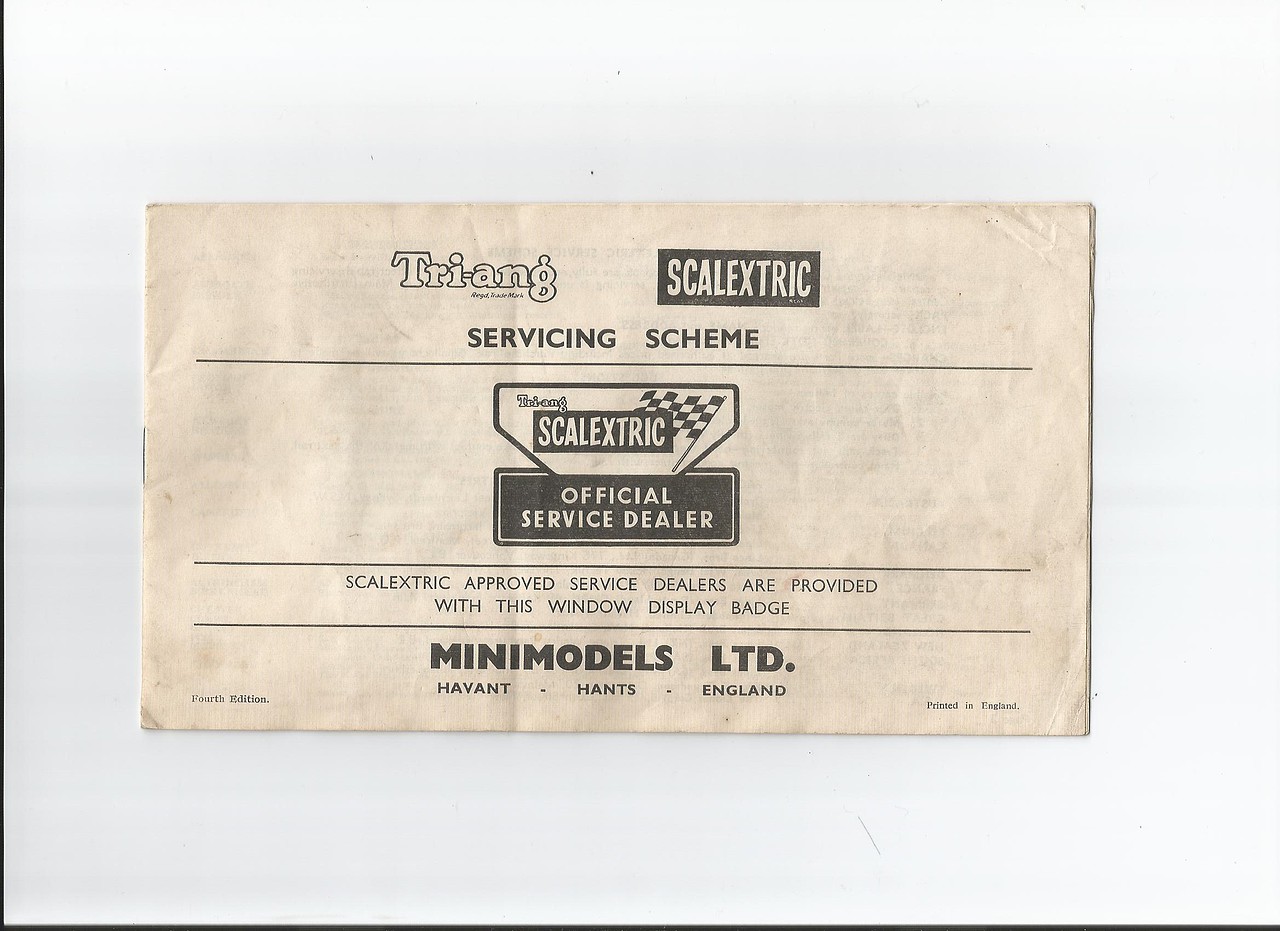 Tri-ang
Regd. Trade Mark
SCALEXTRIC
SERVICING SCHEME
Tri-ang
SCALEXTRIC
OFFICIAL
SERVICE DEALER
SCALEXTRIC APPROVED SERVICE DEALERS ARE PROVIDED
WITH THIS WINDOW DISPLAY BADGE
MINIMODELS LTD.
HAVANT - HANTS - ENGLAND
Fourth Edition.
Printed in England.